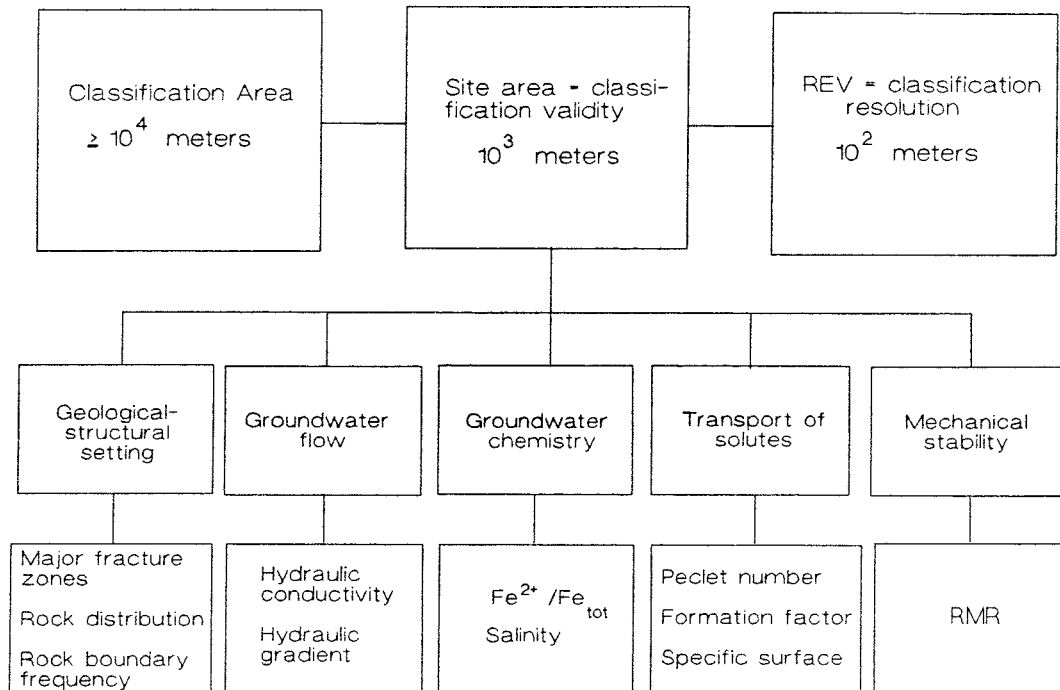 Classification Area
≥ 10⁴ meters
Site area = classi-
fication validity
10³ meters
REV = classification
resolution
10² meters
Geological-
structural
setting
Groundwater
flow
Groundwater
chemistry
Transport of
solutes
Mechanical
stability
Major fracture
zones
Rock distribution
Rock boundary
frequency
Hydraulic
conductivity
Hydraulic
gradient
Fe²⁺ /Fe_tot
Salinity
Peclet number
Formation factor
Specific surface
RMR